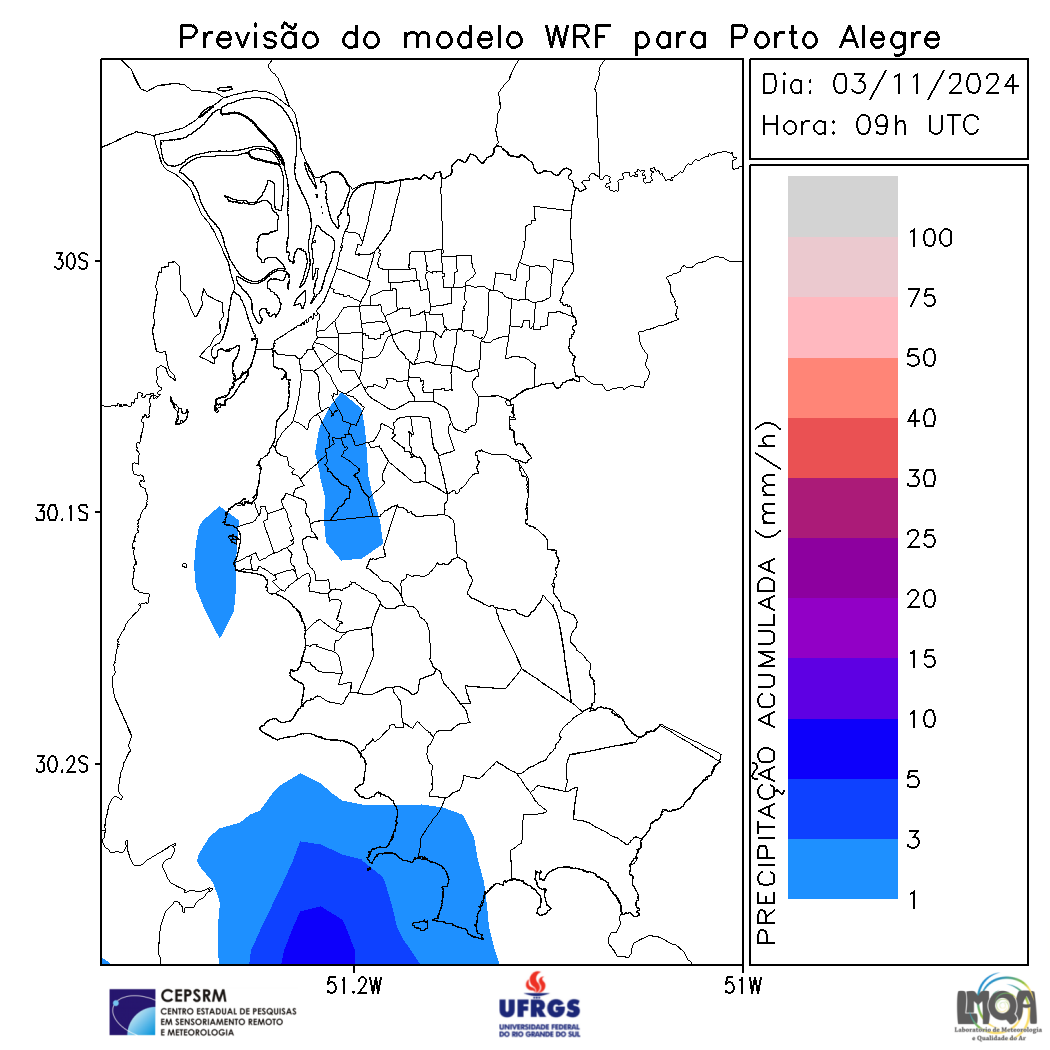 Previsão do modelo WRF para Porto Alegre
Dia: 03/11/2024
Hora: 09h UTC
30S
30.1S
30.2S
51.2W
51W
PRECIPITAÇÃO ACUMULADA (mm/h)
100
75
50
40
30
25
20
15
10
5
3
1
CEPSRM
CENTRO ESTADUAL DE PESQUISAS
EM SENSORIAMENTO REMOTO
E METEOROLOGIA
UFRGS
UNIVERSIDADE FEDERAL
DO RIO GRANDE DO SUL
LMQA
Laboratório de Meteorologia
e Qualidade do Ar